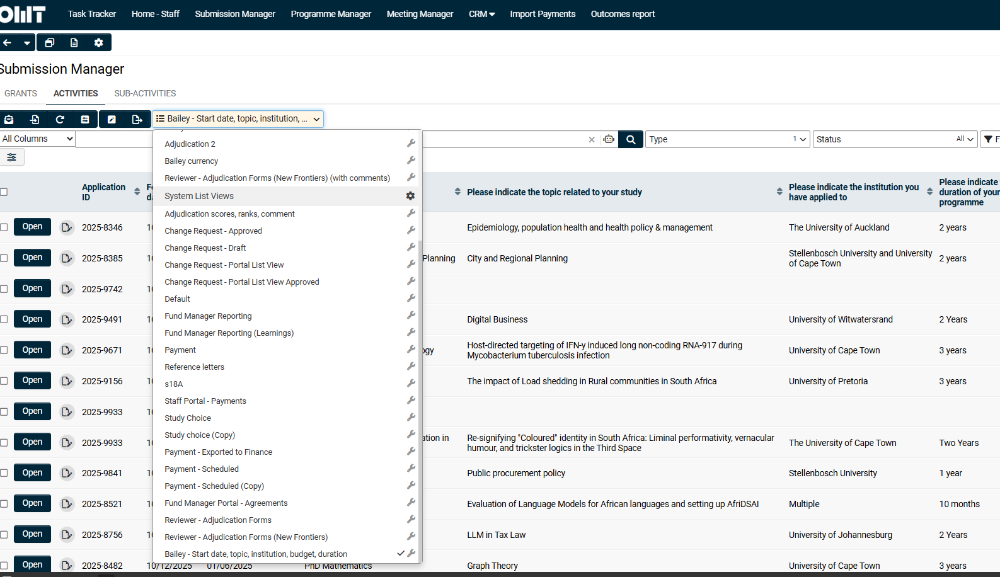 Task Tracker Home - Staff Submission Manager Programme Manager Meeting Manager CRM Import Payments Outcomes report
Submission Manager
GRANTS ACTIVITIES SUB-ACTIVITIES
Bailey - Start date, topic, institution, ...
All Columns
Type 1
Status All
Adjudication 2
Bailey currency
Reviewer - Adjudication Forms (New Frontiers) (with comments)
System List Views
Adjudication scores, ranks, comment
Change Request - Approved
Change Request - Draft
Change Request - Portal List View
Change Request - Portal List View Approved
Default
Fund Manager Reporting
Fund Manager Reporting (Learnings)
Payment
Reference letters
s18A
Staff Portal - Payments
Study Choice
Study choice (Copy)
Payment - Exported to Finance
Payment - Scheduled
Payment - Scheduled (Copy)
Fund Manager Portal - Agreements
Reviewer - Adjudication Forms
Reviewer - Adjudication Forms (New Frontiers)
Bailey - Start date, topic, institution, budget, duration
Application ID
Please indicate the topic related to your study
Please indicate the institution you have applied to
Please indicate duration of your programme
Open 2025-8346 Epidemiology, population health and health policy & management The University of Auckland 2 years
Open 2025-8385 Planning City and Regional Planning Stellenbosch University and University of Cape Town 2 years
Open 2025-9742
Open 2025-9491 Digital Business University of Witwatersrand 2 Years
Open 2025-9671 Host-directed targeting of IFN-y induced long non-coding RNA-917 during Mycobacterium tuberculosis infection University of Cape Town 3 years
Open 2025-9156 The impact of Load shedding in Rural communities in South Africa University of Pretoria 3 years
Open 2025-9933
Open 2025-9933 ation in Re-signifying "Coloured" identity in South Africa: Liminal performativity, vernacular humour, and trickster logics in the Third Space The University of Cape Town Two Years
Open 2025-9841 Public procurement policy Stellenbosch University 1 year
Open 2025-8521 Evaluation of Language Models for African languages and setting up AfriDSAI Multiple 10 months
Open 2025-8756 LLM in Tax Law University of Johannesburg 2 Years
Open 2025-8482 10/12/2025 01/06/2025 PhD Mathematics Graph Theory University of Cape Town 3 years